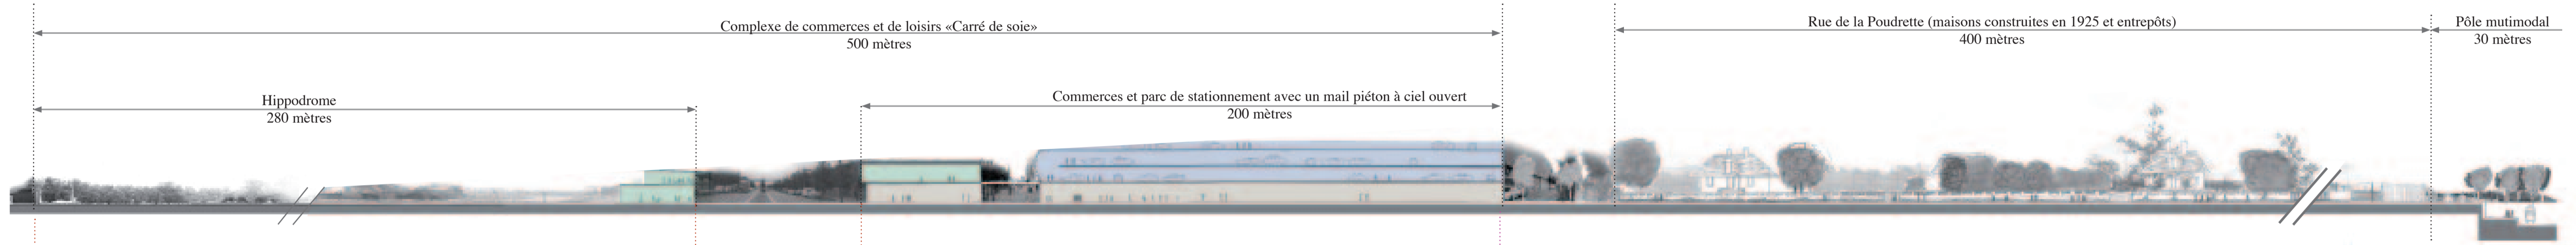 Complexe de commerces et de loisirs «Carré de soie»
500 mètres
Rue de la Poudrette (maisons construites en 1925 et entrepôts)
400 mètres
Pôle mutimodal
30 mètres
Hippodrome
280 mètres
Commerces et parc de stationnement avec un mail piéton à ciel ouvert
200 mètres